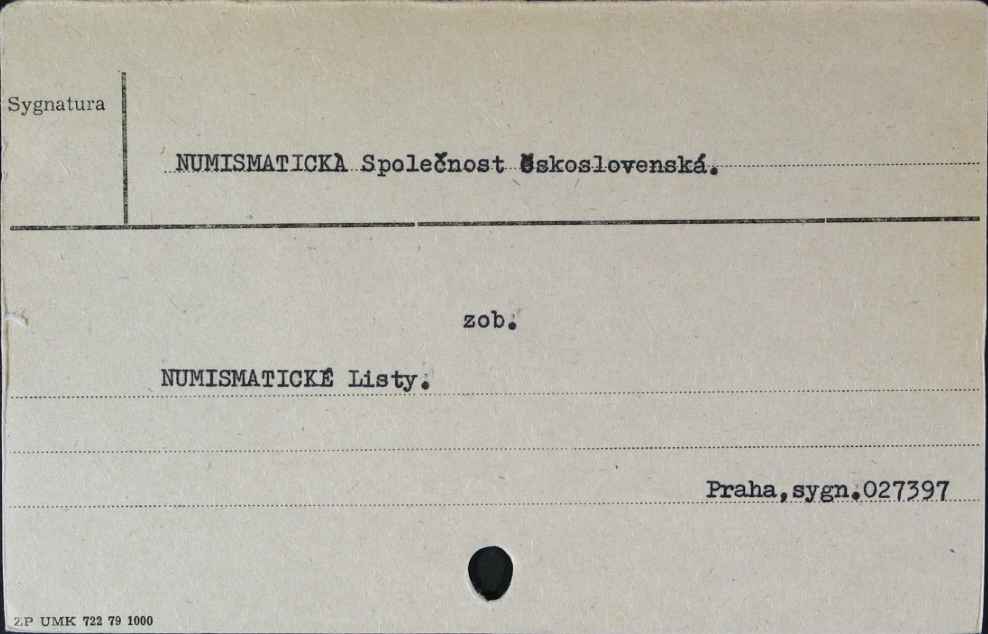 Sygnatura
NUMISMATICKÁ Společnost Československá.
zob.
NUMISMATICKÉ Listy.
Praha,sygn.027397
ZP UMK 722 79 1000